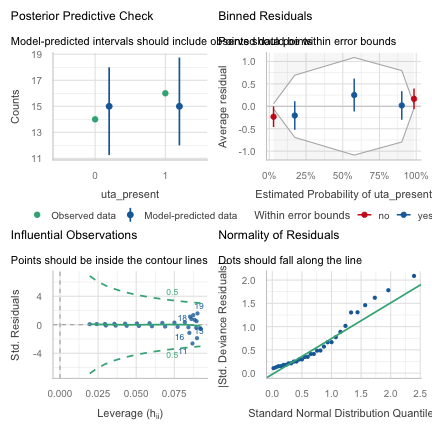 Posterior Predictive Check
Model-predicted intervals should include observed data points
Counts
19
17
15
13
11
0
1
uta_present
Observed data
Model-predicted data
Binned Residuals
Points should be within error bounds
Average residual
1.0
0.5
0.0
-0.5
-1.0
0%
25%
50%
75%
100%
Estimated Probability of uta_present
Within error bounds
no
yes
Influential Observations
Points should be inside the contour lines
Std. Residuals
4
0
-4
0.5
0.5
19
18
15
16
11
0.000
0.025
0.050
0.075
Leverage (hii)
Normality of Residuals
Dots should fall along the line
|Std. Deviance Residuals|
2.0
1.5
1.0
0.5
0.0
0.0
0.5
1.0
1.5
2.0
2.5
Standard Normal Distribution Quantile